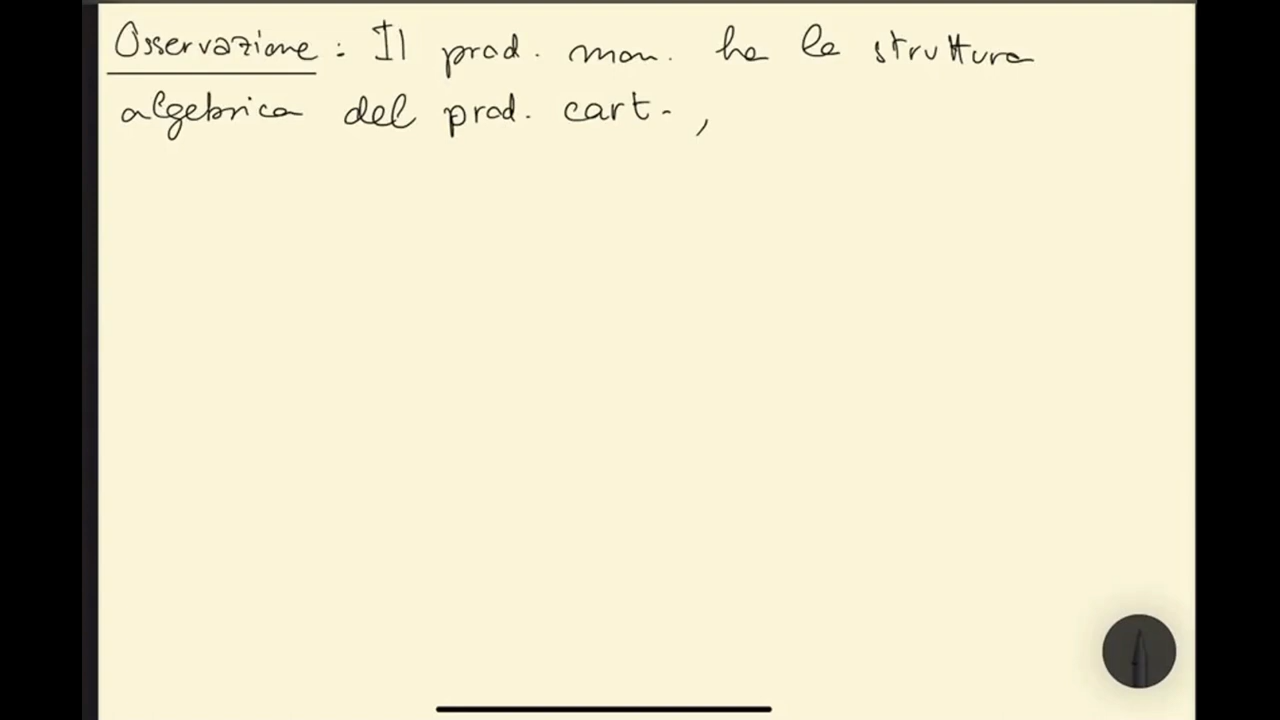 Osservazione : Il prod. mon. ha la struttura
algebrica del prod. cart. ,